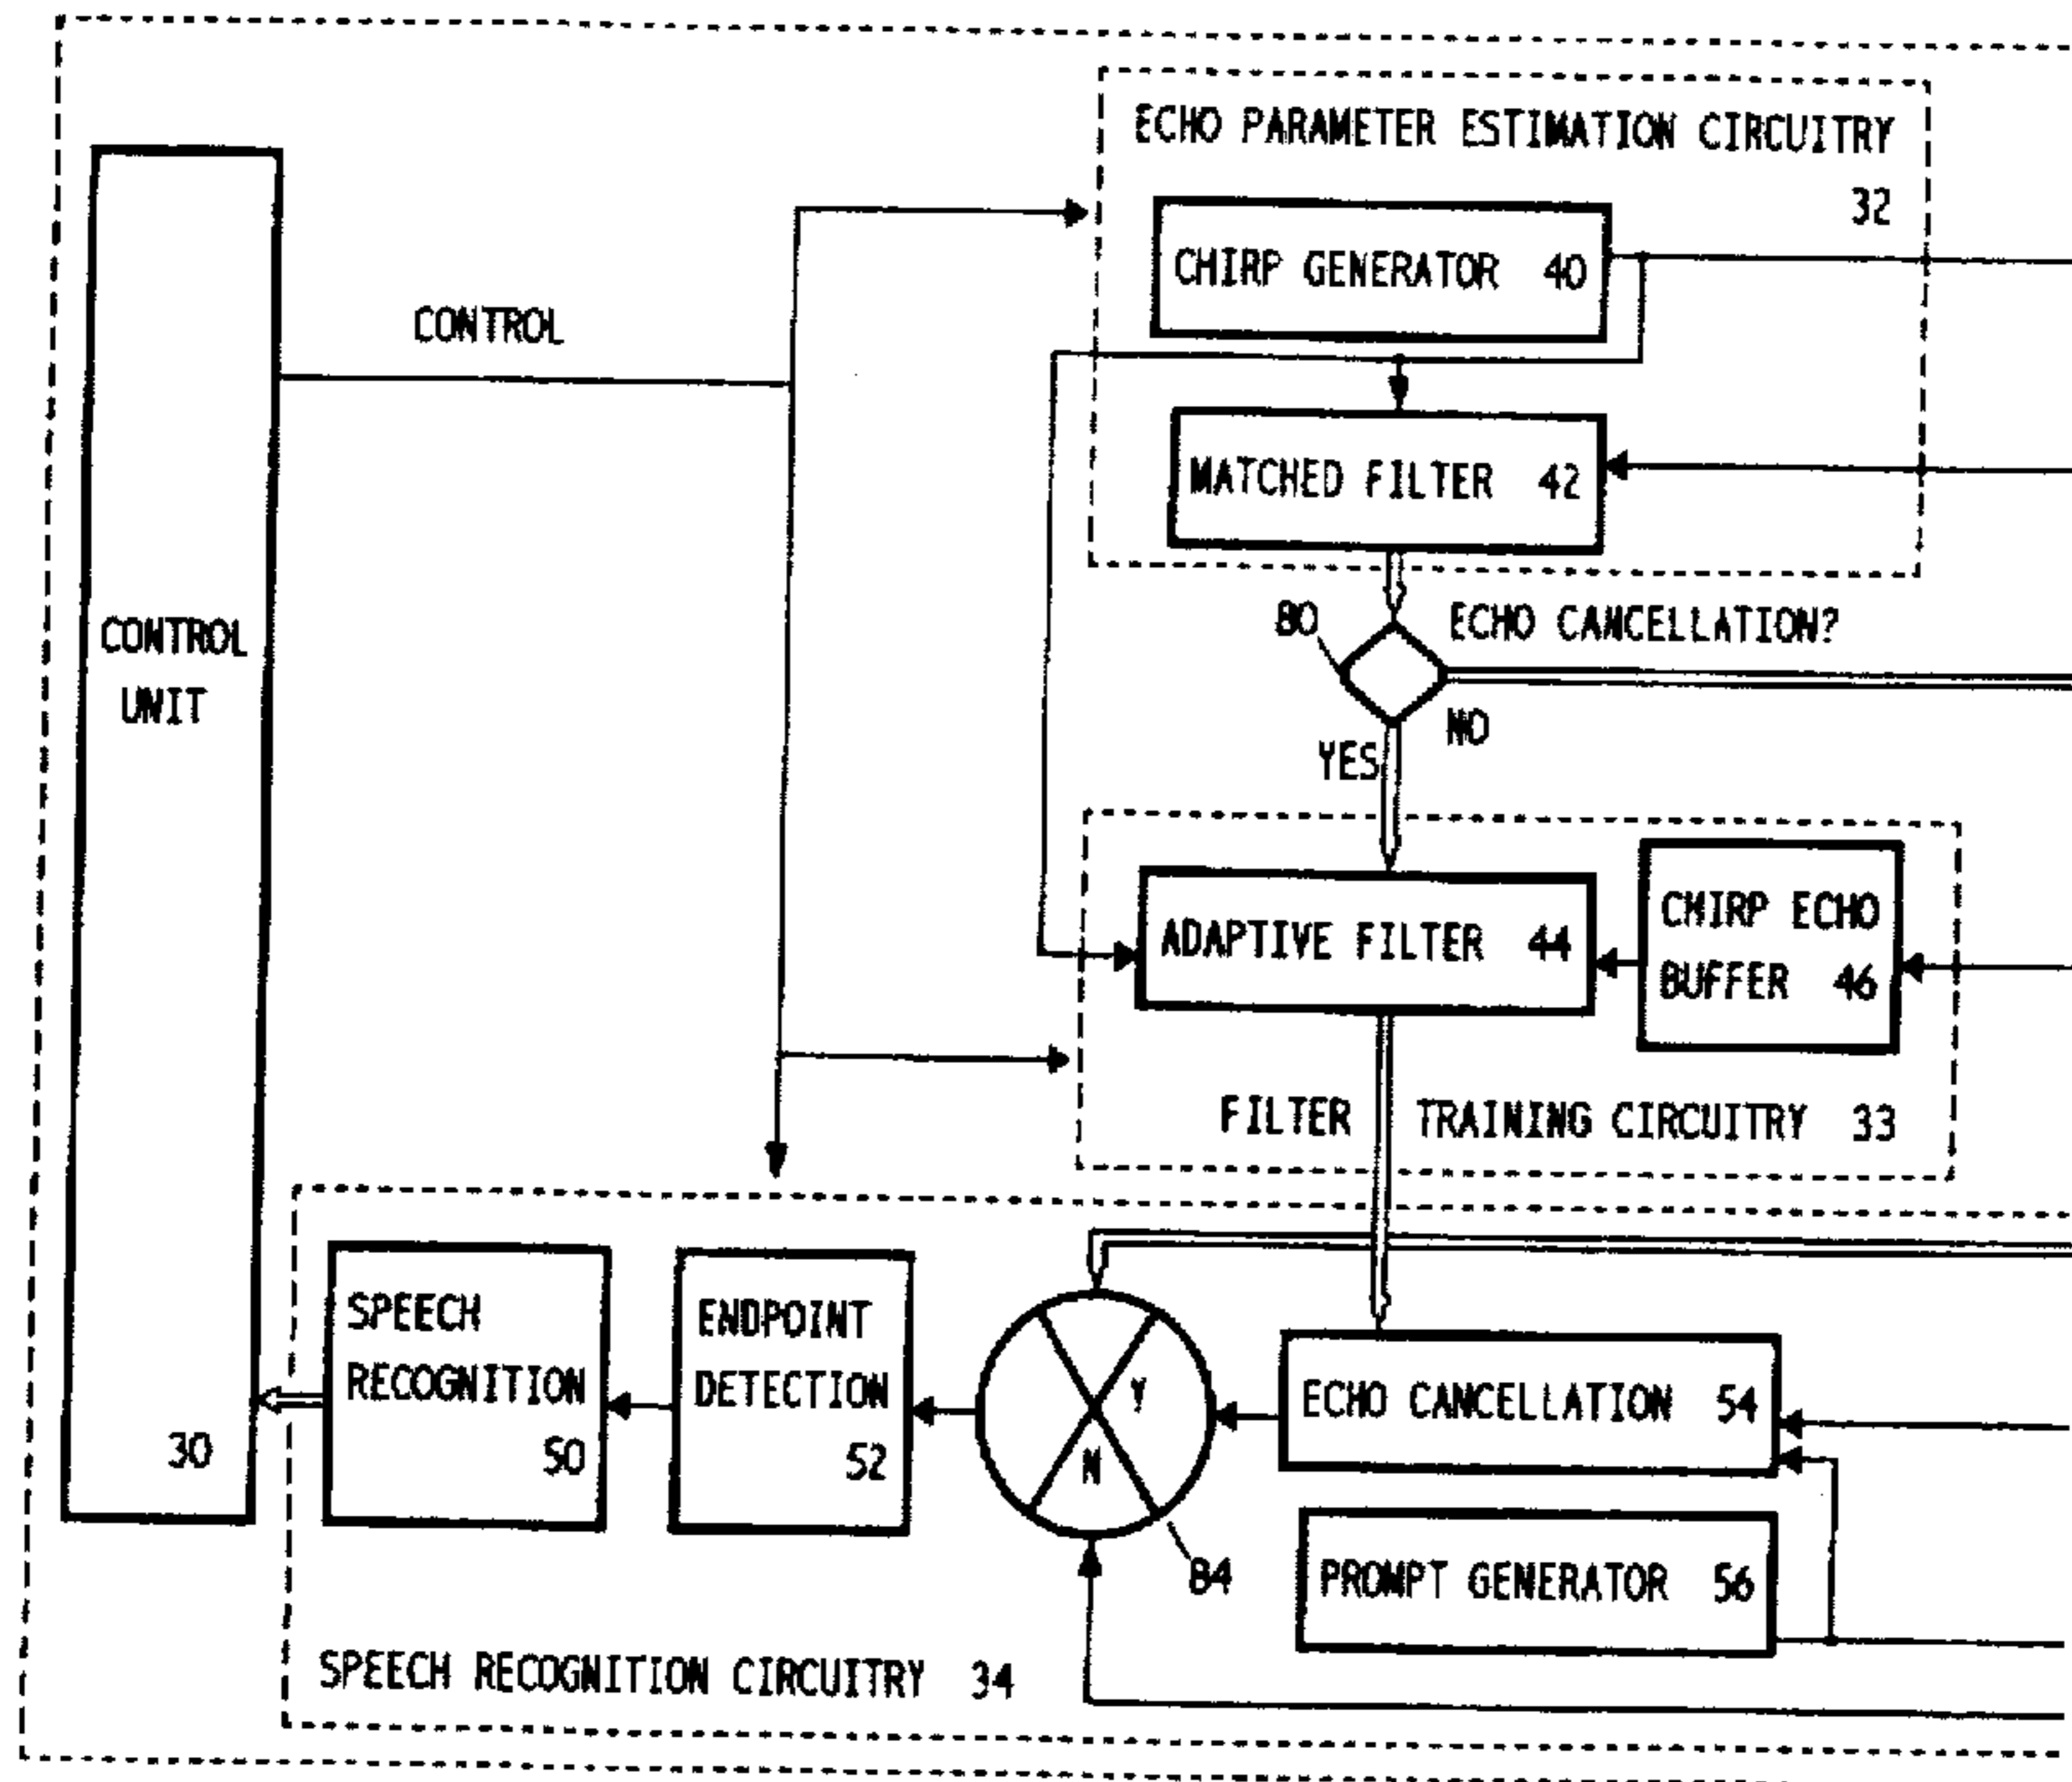 ECHO PARAMETER ESTIMATION CIRCUITRY
32
CHIRP GENERATOR 40
CONTROL
MATCHED FILTER 42
80
ECHO CANCELLATION?
CONTROL
UNIT
NO
YES
CHIRP ECHO
BUFFER 46
ADAPTIVE FILTER 44
FILTER TRAINING CIRCUITRY 33
SPEECH
RECOGNITION
50
ENDPOINT
DETECTION
52
Y
N
ECHO CANCELLATION 54
30
84
PROMPT GENERATOR 56
SPEECH RECOGNITION CIRCUITRY 34